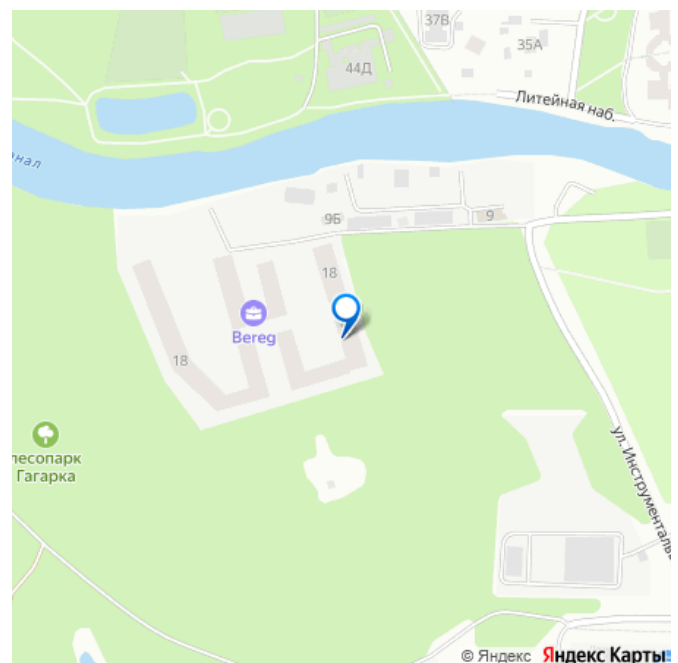 37В
35А
44Д
Литейная наб.
нал
9Б
9
18
Bereg
18
лесопарк
Гагарка
ул. Инструментальн
© Яндекс Яндекс Карты